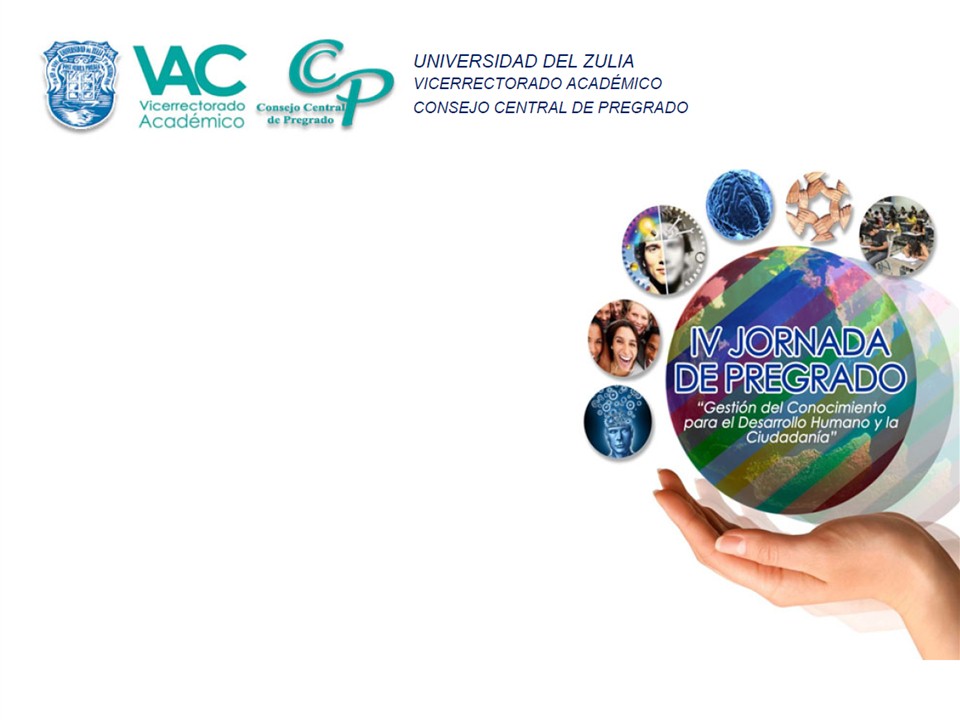 VAC
Vicerrectorado
Académico
CCP
Consejo Central
de Pregrado
UNIVERSIDAD DEL ZULIA
VICERRECTORADO ACADÉMICO
CONSEJO CENTRAL DE PREGRADO
IV JORNADA
DE PREGRADO
“Gestión del Conocimiento
para el Desarrollo Humano y la
Ciudadanía”